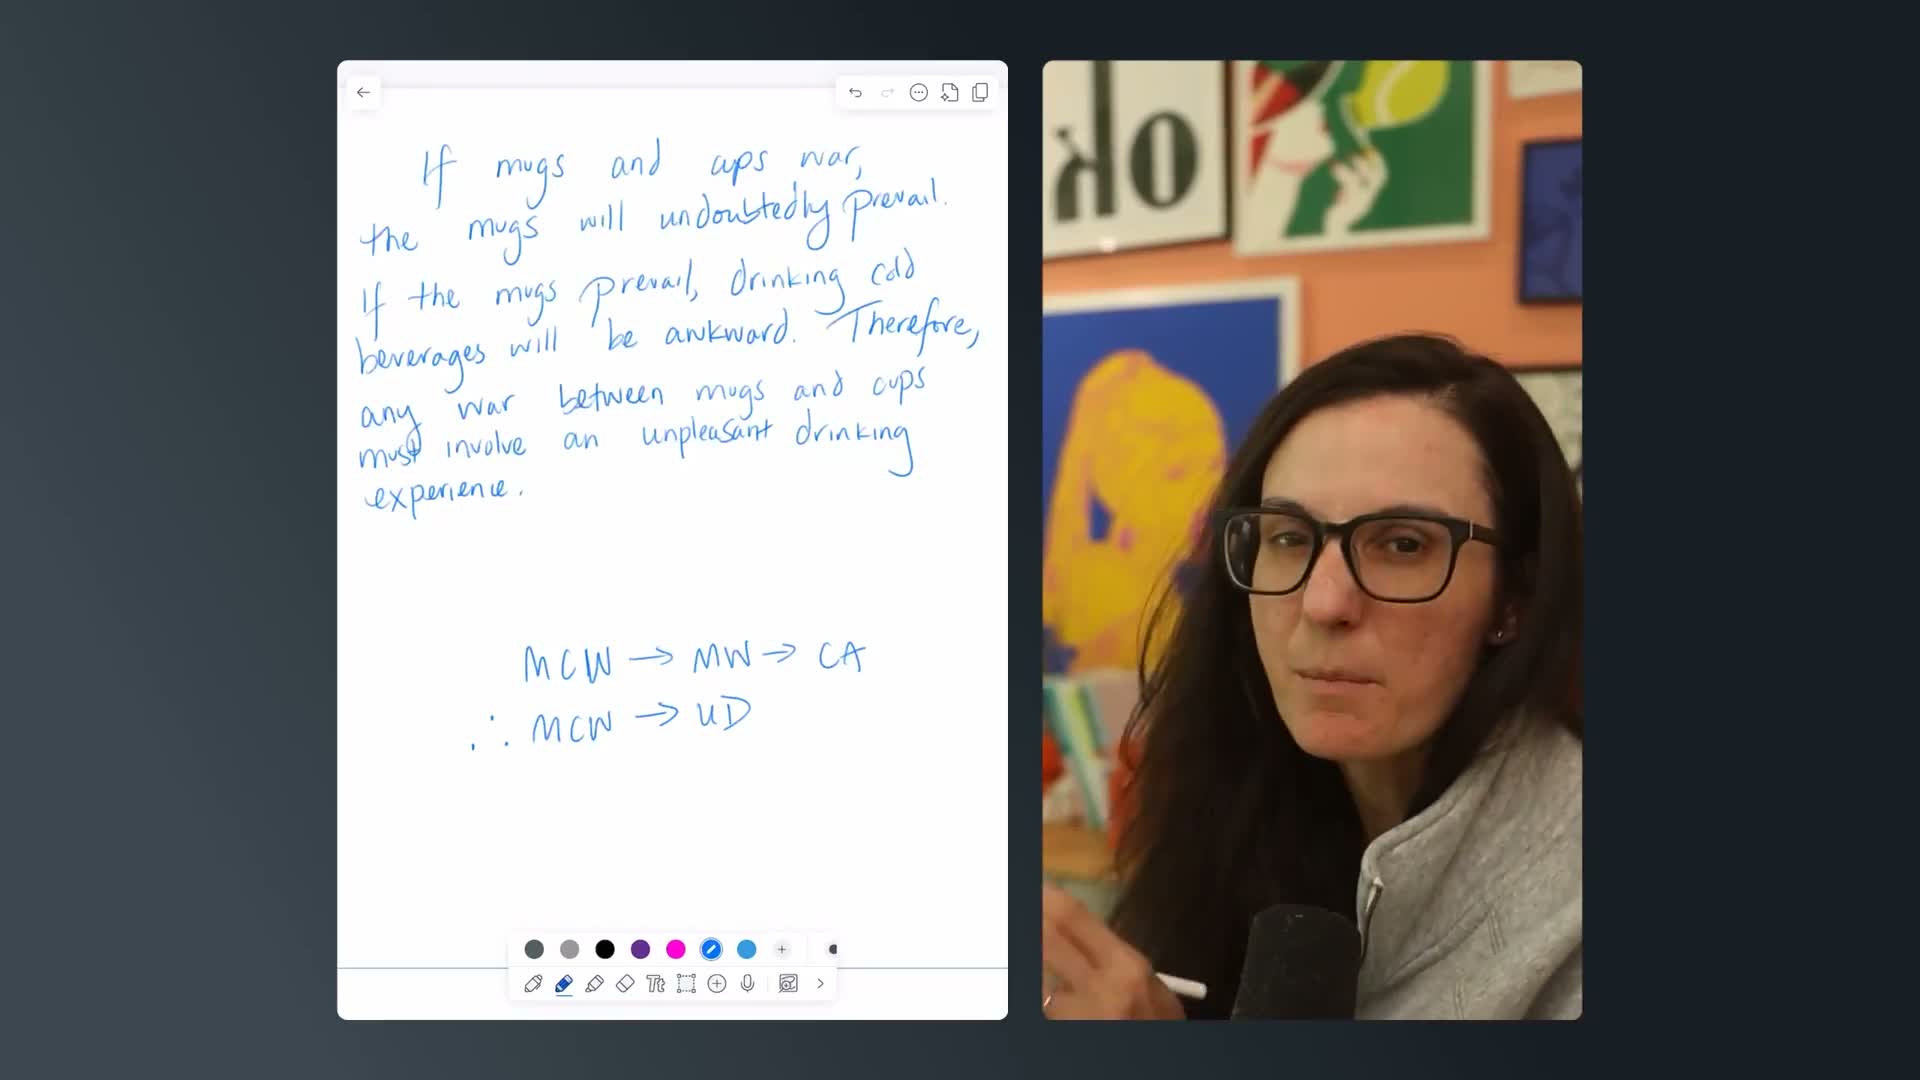 If mugs and cups war,
the mugs will undoubtedly prevail.
If the mugs prevail, drinking cold
beverages will be awkward. Therefore,
any war between mugs and cups
must involve an unpleasant drinking
experience.
MCW → MW → CA
∴ MCW → UD
Tt
ok